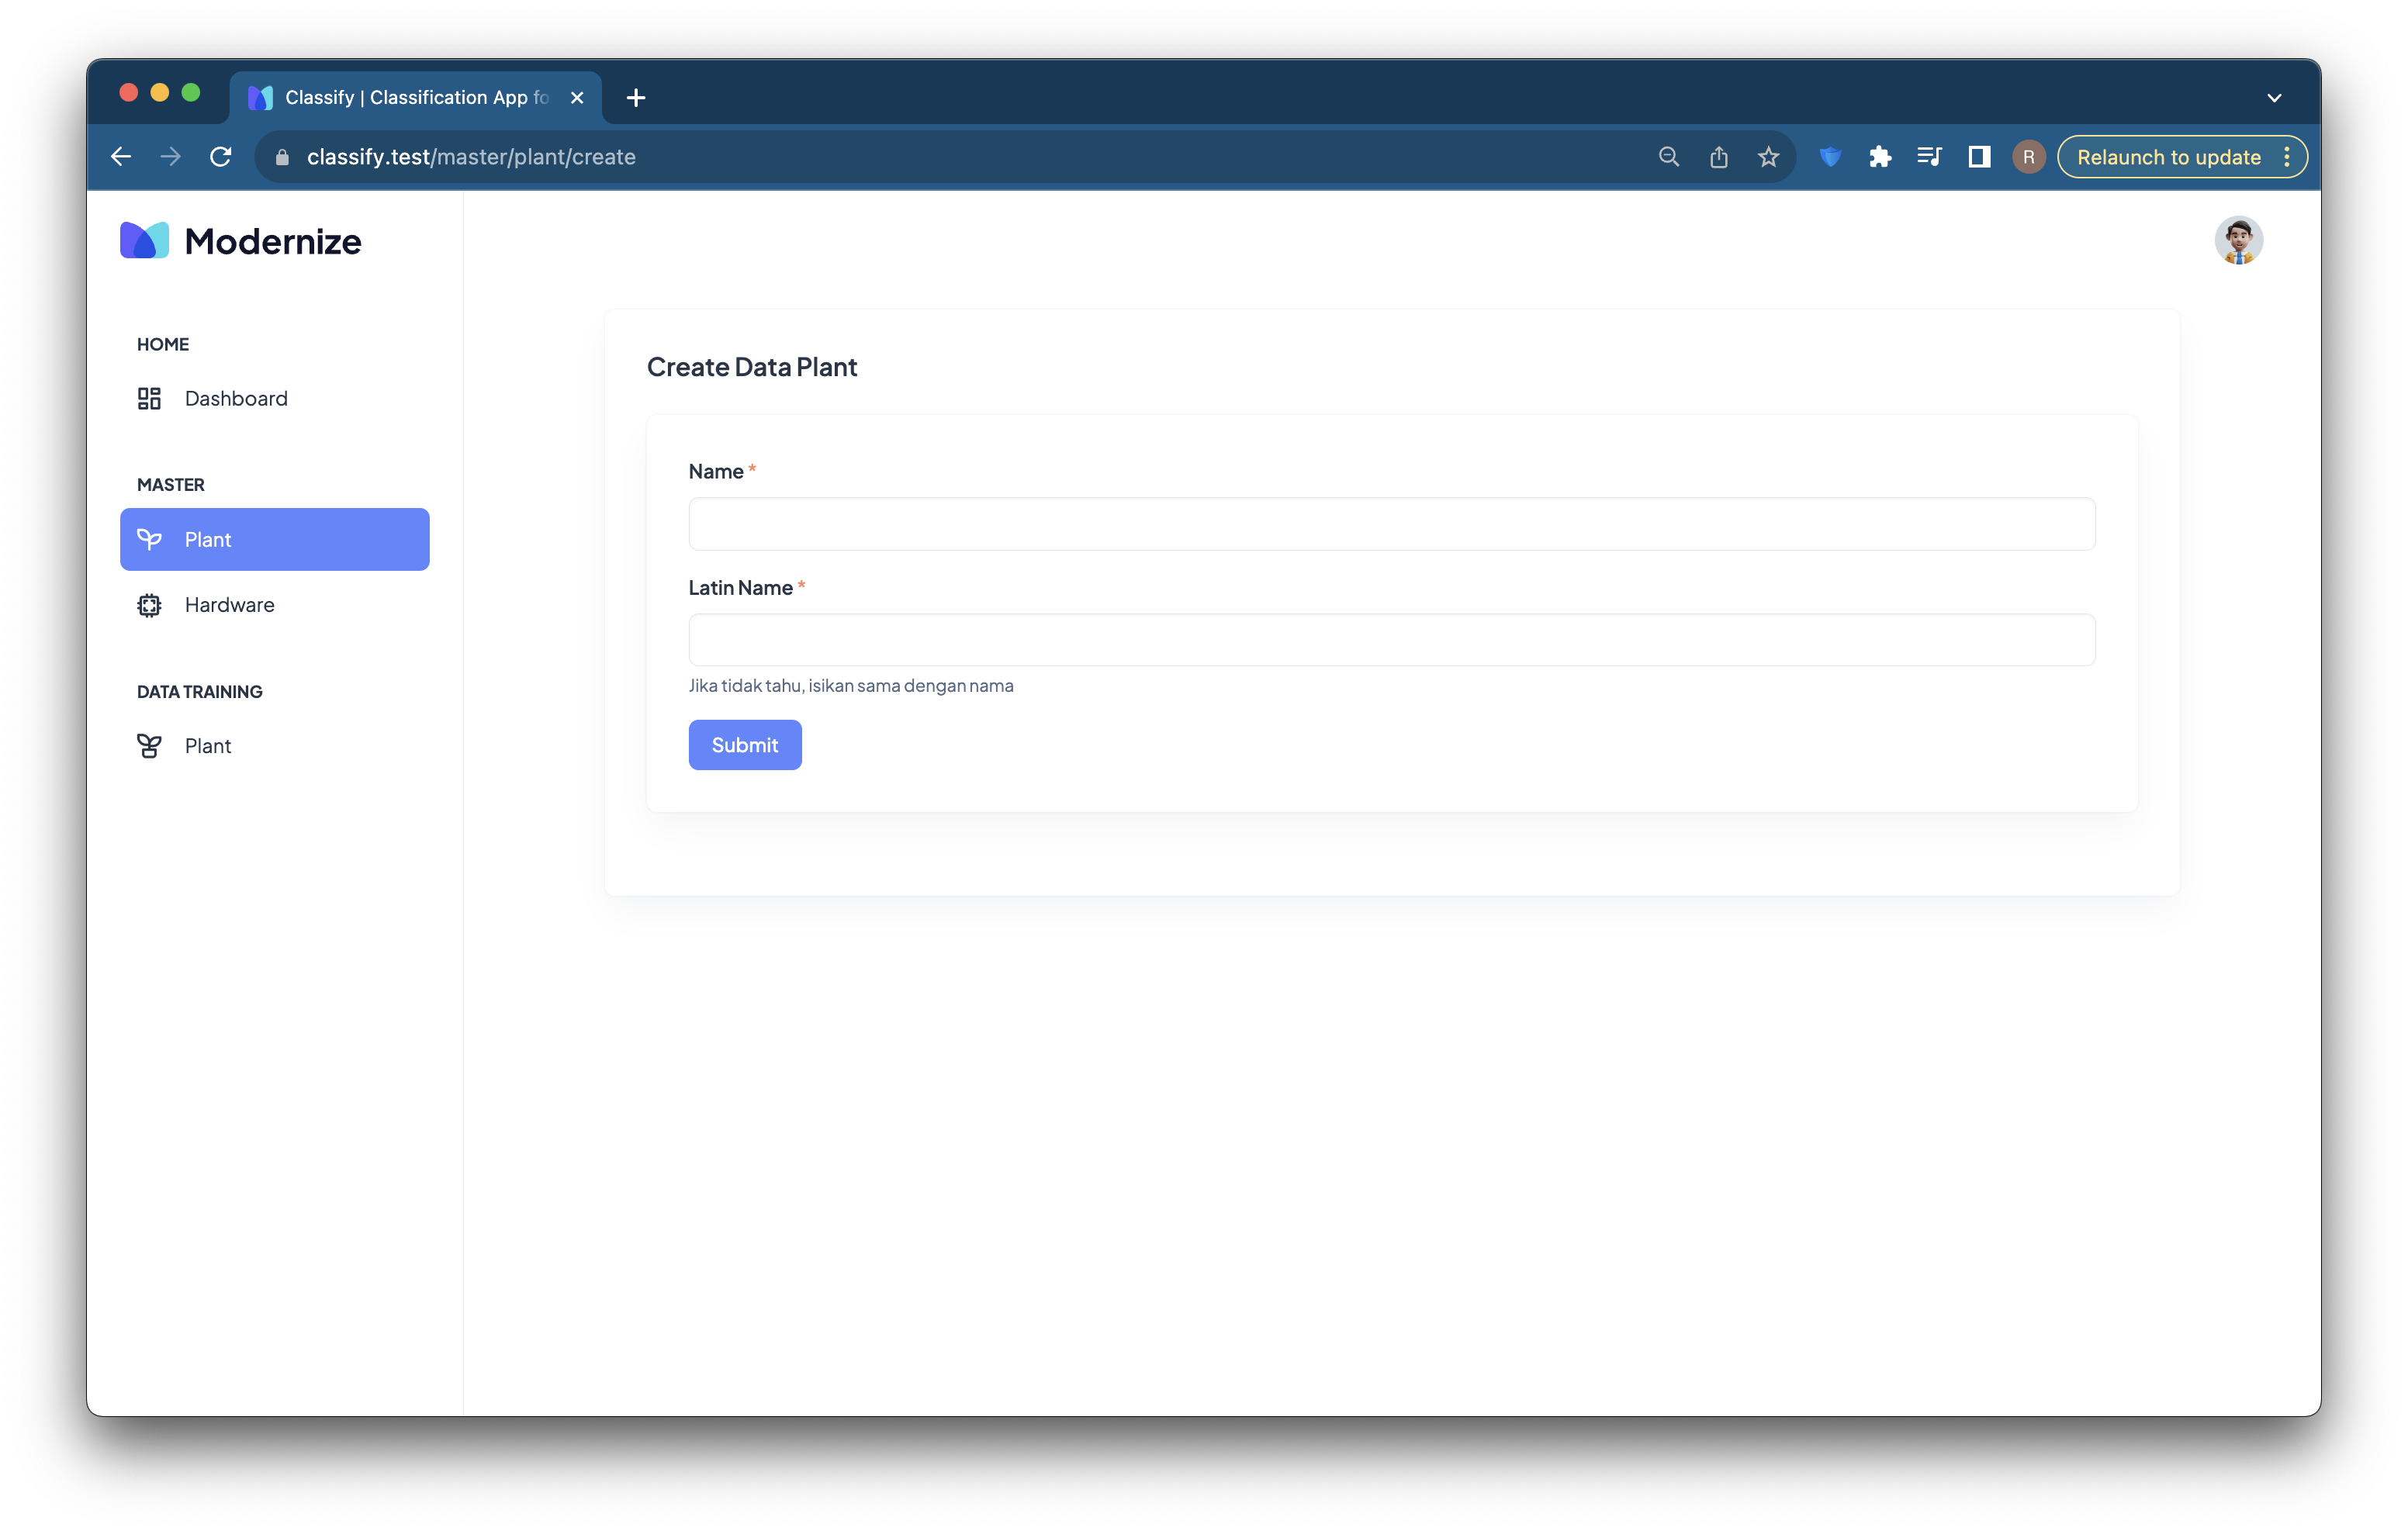 Classify | Classification App fo
classify.test/master/plant/create
R
Relaunch to update
Modernize
HOME
Dashboard
MASTER
Plant
Hardware
DATA TRAINING
Plant
Create Data Plant
Name *
Latin Name *
Jika tidak tahu, isikan sama dengan nama
Submit